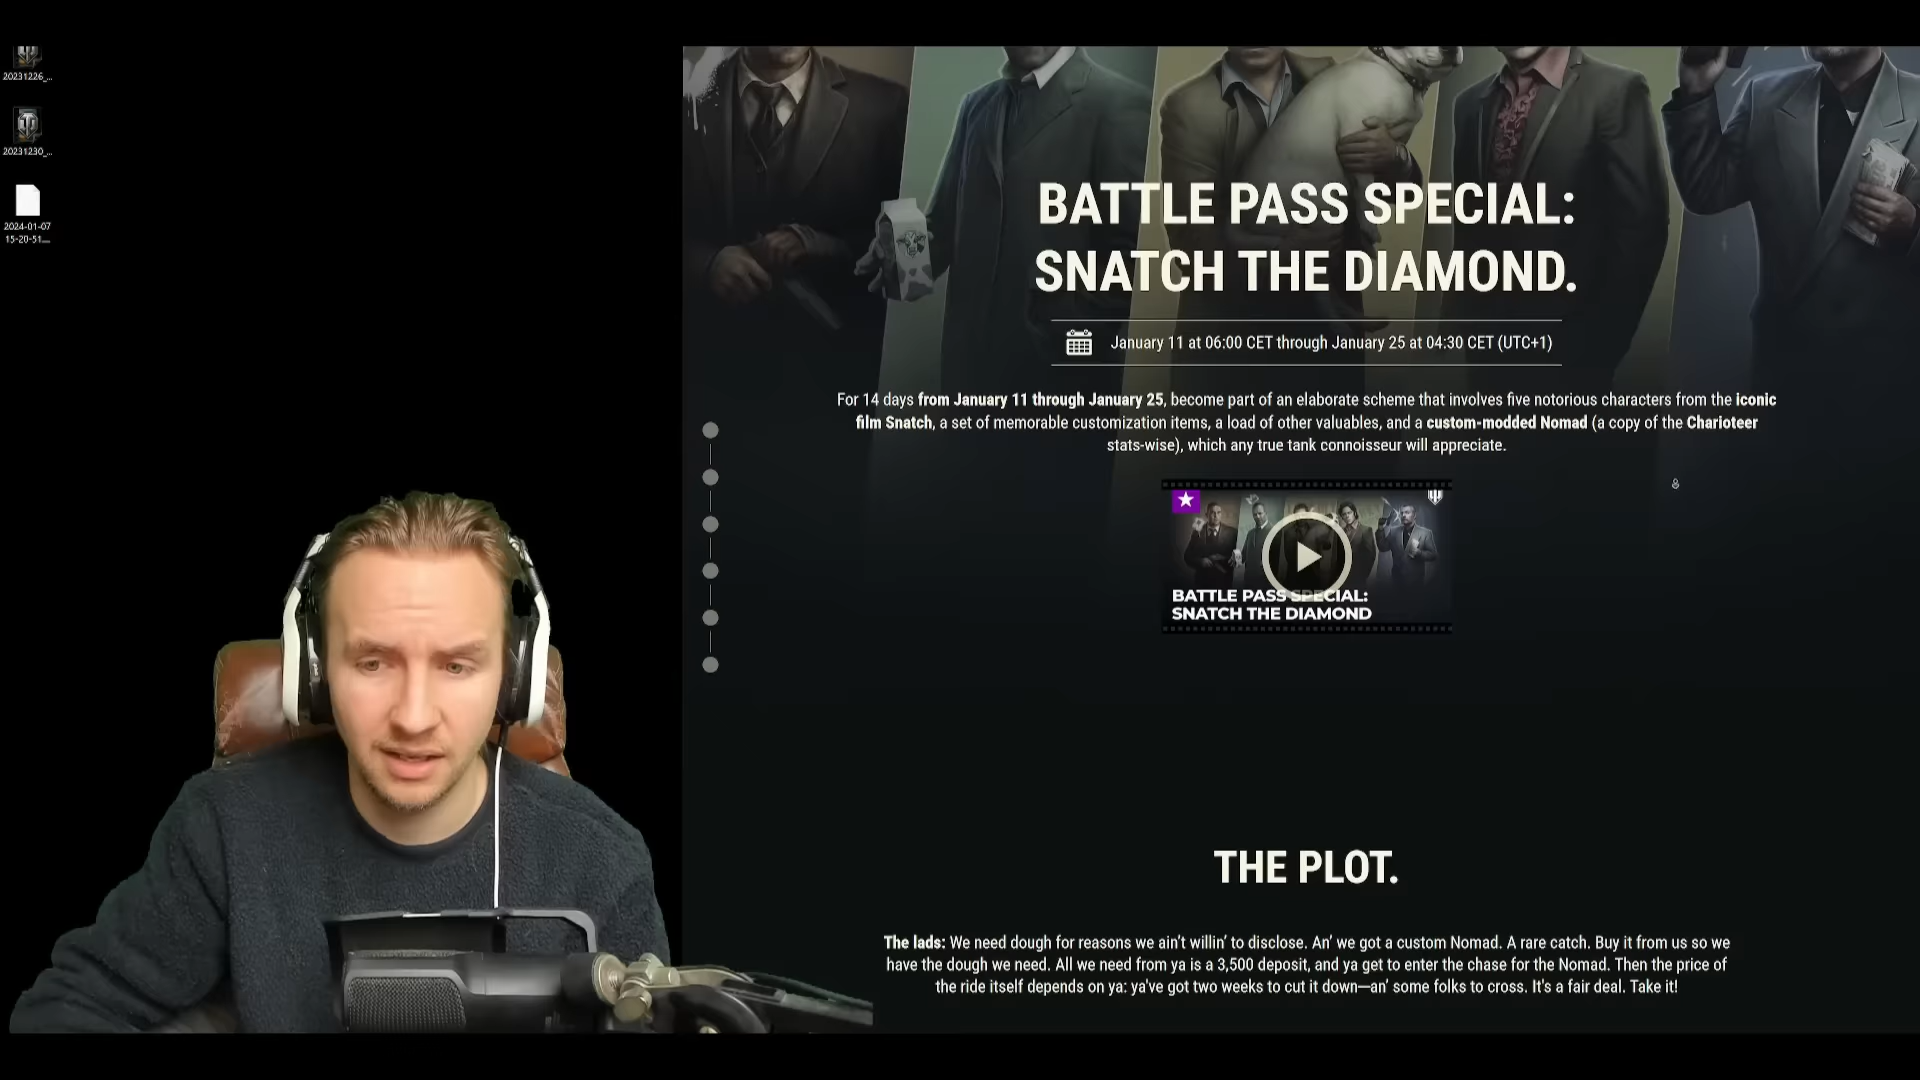 20231226_...
20231230_...
2024-01-07
15-20-51....
BATTLE PASS SPECIAL:
SNATCH THE DIAMOND.
January 11 at 06:00 CET through January 25 at 04:30 CET (UTC+1)
For 14 days from January 11 through January 25, become part of an elaborate scheme that involves five notorious characters from the iconic
film Snatch, a set of memorable customization items, a load of other valuables, and a custom-modded Nomad (a copy of the Charioteer
stats-wise), which any true tank connoisseur will appreciate.
BATTLE PASS SPECIAL:
SNATCH THE DIAMOND
THE PLOT.
The lads: We need dough for reasons we ain't willin' to disclose. An' we got a custom Nomad. A rare catch. Buy it from us so we
have the dough we need. All we need from ya is a 3,500 deposit, and ya get to enter the chase for the Nomad. Then the price of
the ride itself depends on ya: ya've got two weeks to cut it down—an' some folks to cross. It's a fair deal. Take it!